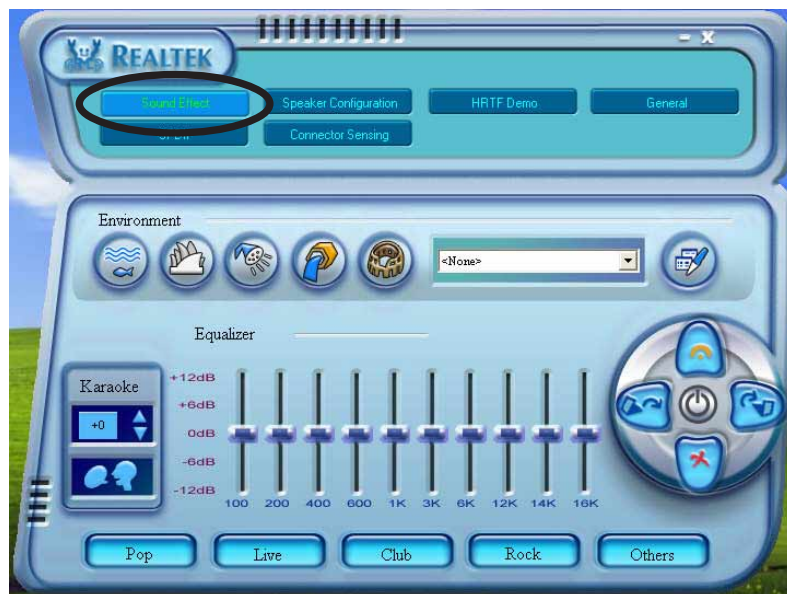 REALTEK
- X
Sound Effect
Speaker Configuration
HRTF Demo
General
Connector Sensing
Environment
<None>
Equalizer
Karaoke
+0
+12dB
+6dB
0dB
-6dB
-12dB
100 200 400 600 1K 3K 6K 12K 14K 16K
Pop
Live
Club
Rock
Others